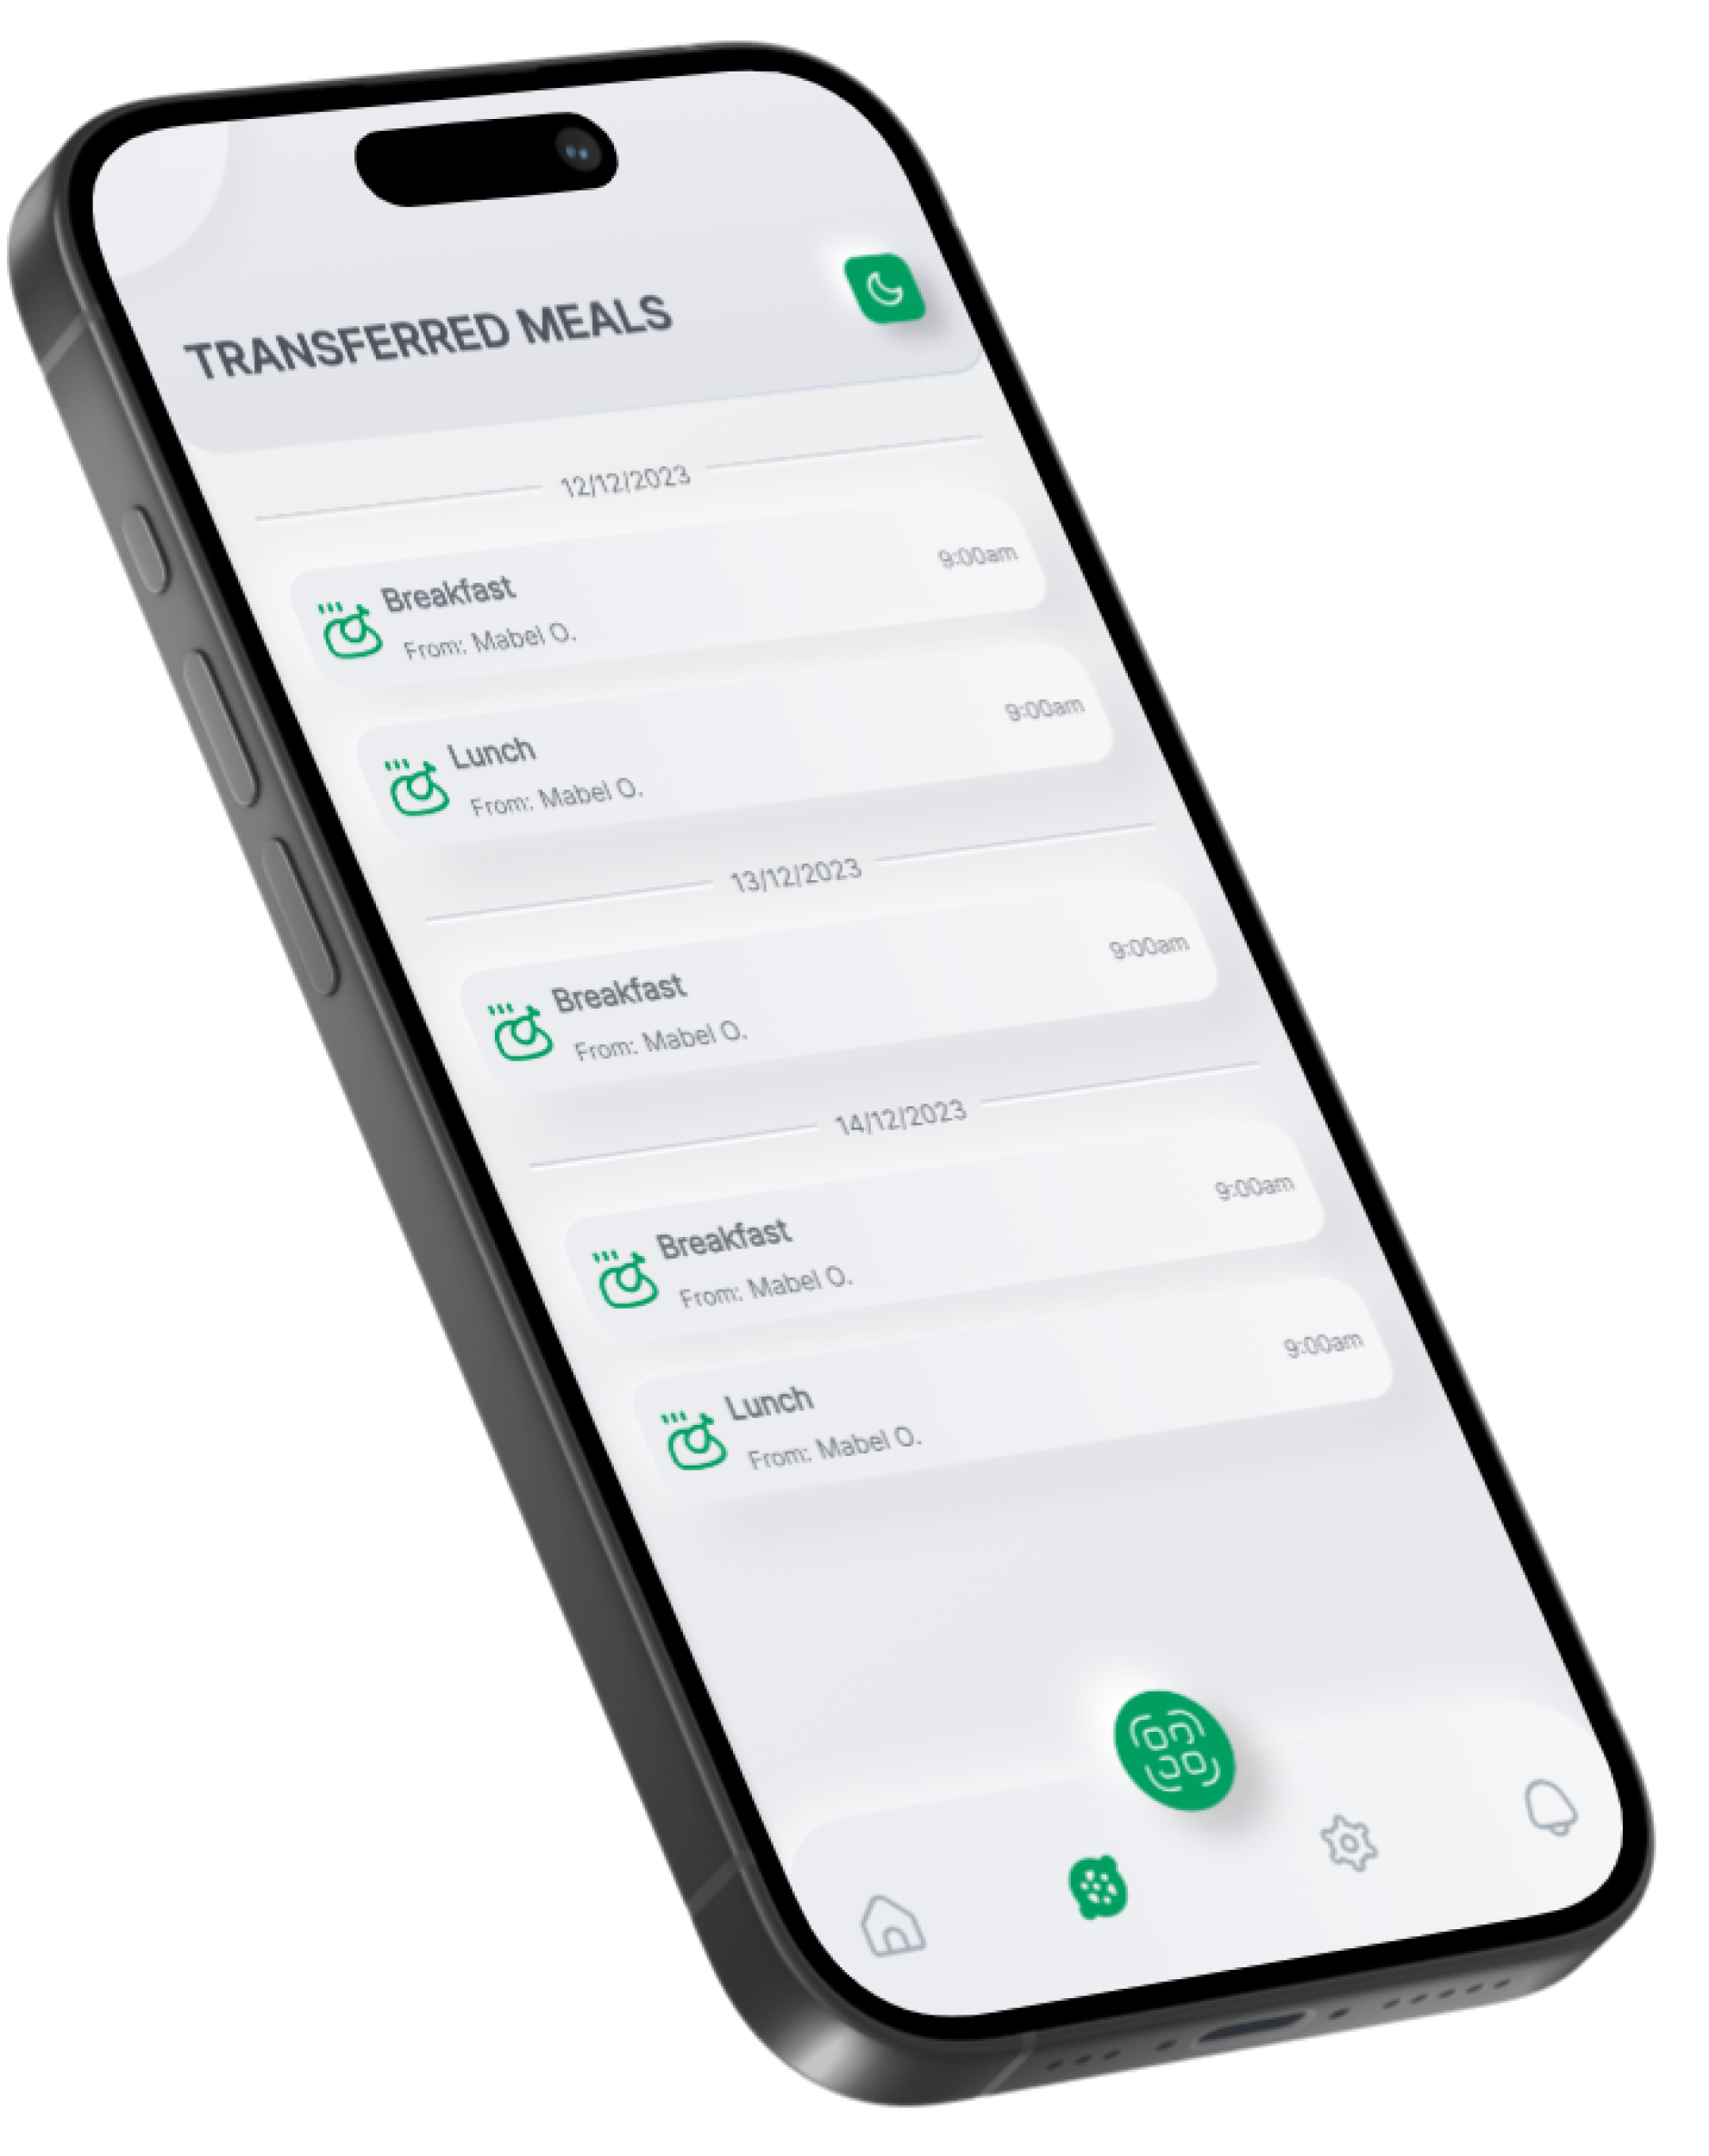 TRANSFERRED MEALS
12/12/2023
Breakfast
9:00am
From: Mabel O.
Lunch
9:00am
From: Mabel O.
13/12/2023
Breakfast
9:00am
From: Mabel O.
14/12/2023
Breakfast
9:00am
From: Mabel O.
Lunch
9:00am
From: Mabel O.